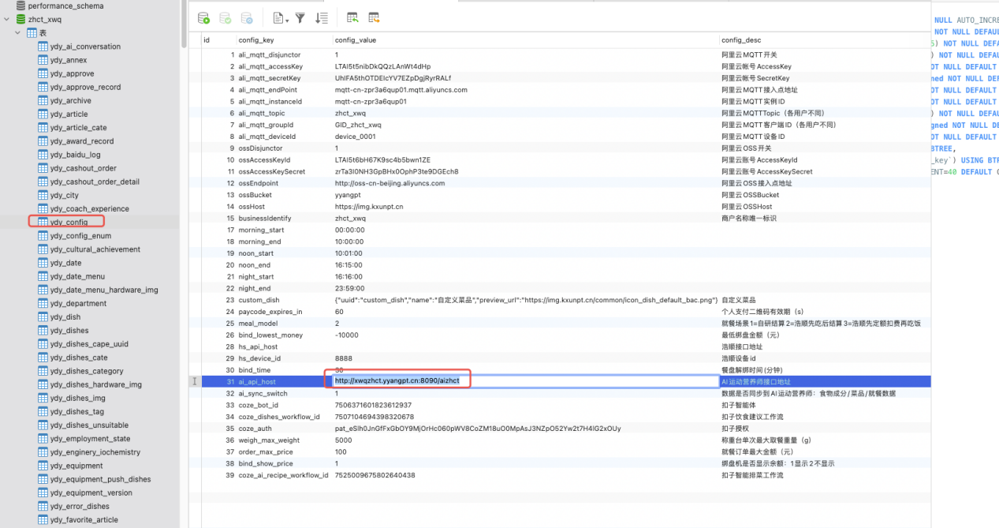 performance_schema
zhct_xwq
表
ydy_ai_conversation
ydy_annex
ydy_approve
ydy_approve_record
ydy_archive
ydy_article
ydy_article_cate
ydy_award_record
ydy_baidu_log
ydy_cashout_order
ydy_cashout_order_detail
ydy_city
ydy_coach_experience
ydy_config
ydy_config_enum
ydy_cultural_achievement
ydy_date
ydy_date_menu
ydy_date_menu_hardware_img
ydy_department
ydy_dish
ydy_dishes
ydy_dishes_cape_uuid
ydy_dishes_cate
ydy_dishes_category
ydy_dishes_hardware_img
ydy_dishes_img
ydy_dishes_tag
ydy_dishes_unsuitable
ydy_employment_state
ydy_enginery_iochemistry
ydy_equipment
ydy_equipment_push_dishes
ydy_equipment_version
ydy_error_dishes
ydy_favorite_article
id config_key config_value config_desc
1 ali_mqtt_disjunctor 1 阿里云MQTT开关
2 ali_mqtt_accessKey LTAI5t5nibDkQQzLAnWt4dHp 阿里云帐号AccessKey
3 ali_mqtt_secretKey UhlFA5thOTDEIcYV7EZpDgjRyrRALf 阿里云帐号SecretKey
4 ali_mqtt_endPoint mqtt-cn-zpr3a6qup01.mqtt.aliyuncs.com 阿里云MQTT接入点地址
5 ali_mqtt_instanceId mqtt-cn-zpr3a6qup01 阿里云MQTT实例ID
6 ali_mqtt_topic zhct_xwq 阿里云MQTTTopic（各用户不同）
7 ali_mqtt_groupId GID_zhct_xwq 阿里云MQTT客户端ID（各用户不同）
8 ali_mqtt_deviceId device_0001 阿里云MQTT设备ID
9 ossDisjunctor 1 阿里云OSS开关
10 ossAccessKeyId LTAI5t6bH67K9sc4b5bwn1ZE 阿里云账号AccessKeyId
11 ossAccessKeySecret zrTa3I0NH3GpBHx0OphP3te9DGEch8 阿里云账号AccessKeySecret
12 ossEndpoint http://oss-cn-beijing.aliyuncs.com 阿里云OSS接入点地址
13 ossBucket yyangpt 阿里云OSSBucket
14 ossHost https://img.kxunpt.cn 阿里云OSSHost
15 businessIdentify zhct_xwq 商户名称唯一标识
17 morning_start 00:00:00
18 morning_end 10:00:00
19 noon_start 10:01:00
20 noon_end 16:15:00
21 night_start 16:16:00
22 night_end 23:59:00
23 custom_dish {"uuid":"custom_dish","name":"自定义菜品","preview_url":"https://img.kxunpt.cn/common/icon_dish_default_bac.png"} 自定义菜品
24 paycode_expires_in 60 个人支付二维码有效期（s）
25 meal_model 2 就餐场景1=自研结算2=浩顺先吃后结算3=浩顺先定额扣费再吃饭
26 bind_lowest_money -10000 最低绑盘金额（元）
28 hs_api_host 浩顺接口地址
29 hs_device_id 8888 浩顺设备id
30 bind_time 30 餐盘解绑时间(分钟)
31 ai_api_host http://xwqzhct.yyangpt.cn:8090/aizhct AI运动营养师接口地址
32 ai_sync_switch 1 数据是否同步到AI运动营养师：食物成分/菜品/就餐数据
33 coze_bot_id 7506371601823612937 扣子智能体
34 coze_dishes_workflow_id 7507104694398320678 扣子饮食建议工作流
35 coze_auth pat_eSlh0JnGfFxGbOY9MjOrHc060pWV8CoZM18uO0MpAsJ3NZpO52Yw2t7H4lG2xOUy 扣子授权
36 weigh_max_weight 5000 称重台单次最大取餐重量（g）
37 order_max_price 100 就餐订单最大金额（元）
38 bind_show_price 1 绑盘机是否显示余额：1显示2不显示
39 coze_ai_recipe_workflow_id 7525009675802640438 扣子智能排菜工作流
NULL AUTO_INCRE
NOT NULL DEFAU
) NOT NULL DEFAU
) NOT NULL DEFAU
NOT NULL DEFAULT
ned NOT NULL DEF
NOT NULL DEFAULT
NOT NULL DEFAULT
) NOT NULL DEFAU
gned NOT NULL DE
NOT NULL DEFAULT
BTREE,
_key`) USING BTR
ENT=40 DEFAULT C